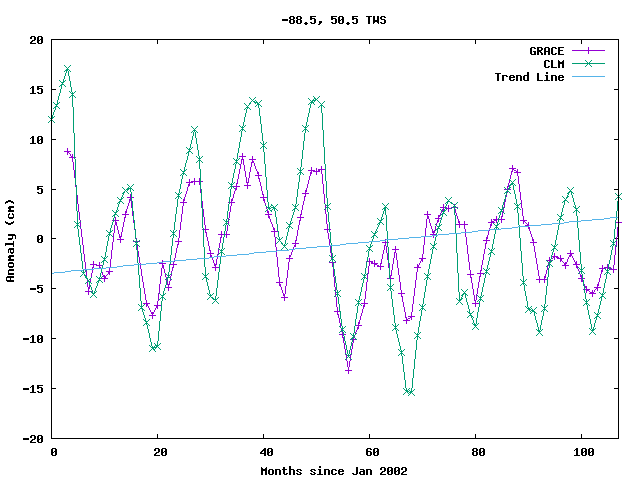 -88.5, 50.5 TWS
GRACE
CLM
Trend Line
20
15
10
5
0
-5
-10
-15
-20
Anomaly (cm)
0 20 40 60 80 100
Months since Jan 2002